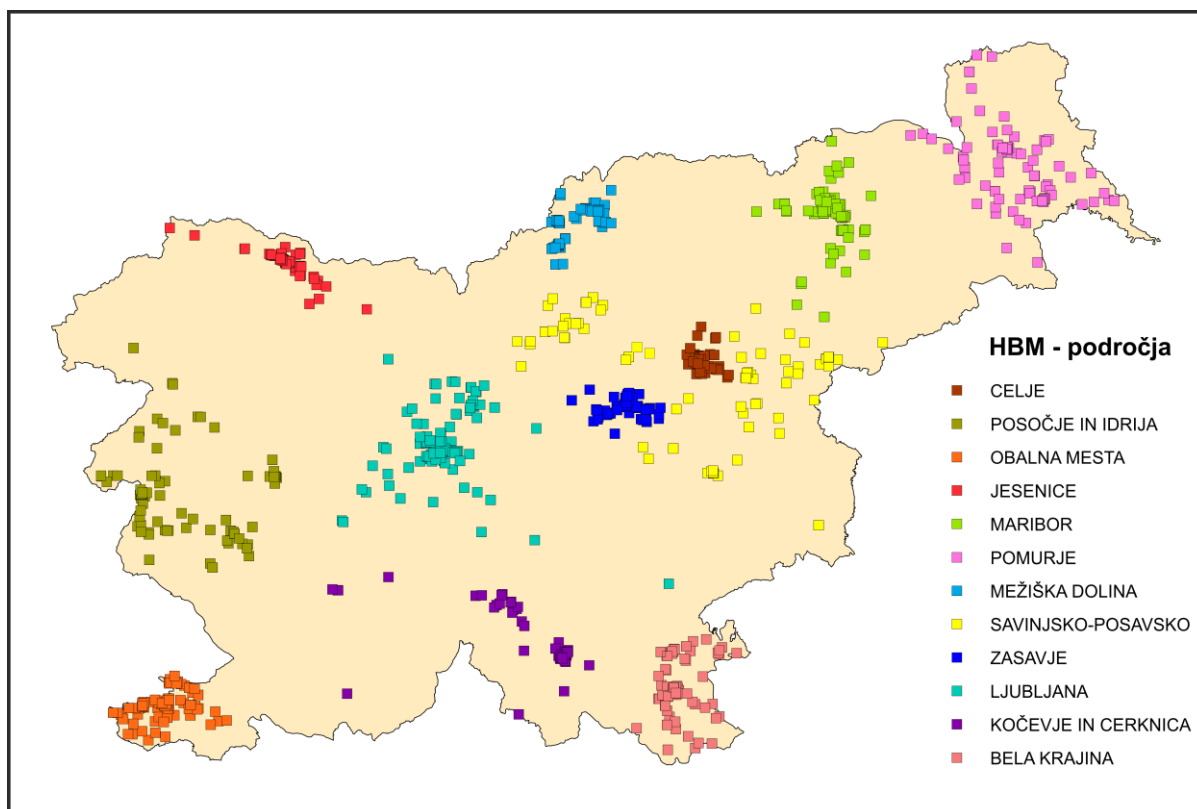 HBM - področja
CELJE
POSOČJE IN IDRIJA
OBALNA MESTA
JESENICE
MARIBOR
POMURJE
MEŽIŠKA DOLINA
SAVINJSKO-POSAVSKO
ZASAVJE
LJUBLJANA
KOČEVJE IN CERKNICA
BELA KRAJINA